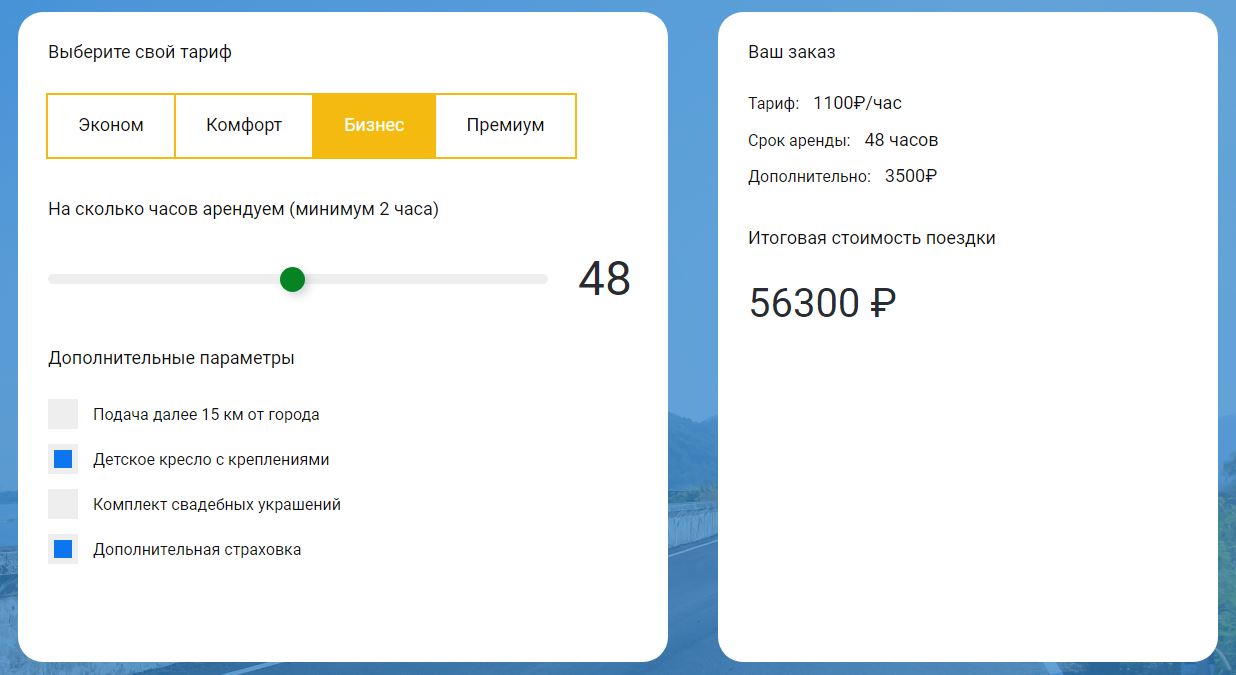 Выберите свой тариф
Эконом Комфорт Бизнес Премиум
На сколько часов арендуем (минимум 2 часа)
48
Дополнительные параметры
Подача далее 15 км от города
Детское кресло с креплениями
Комплект свадебных украшений
Дополнительная страховка
Ваш заказ
Тариф: 1100₽/час
Срок аренды: 48 часов
Дополнительно: 3500₽
Итоговая стоимость поездки
56300 ₽